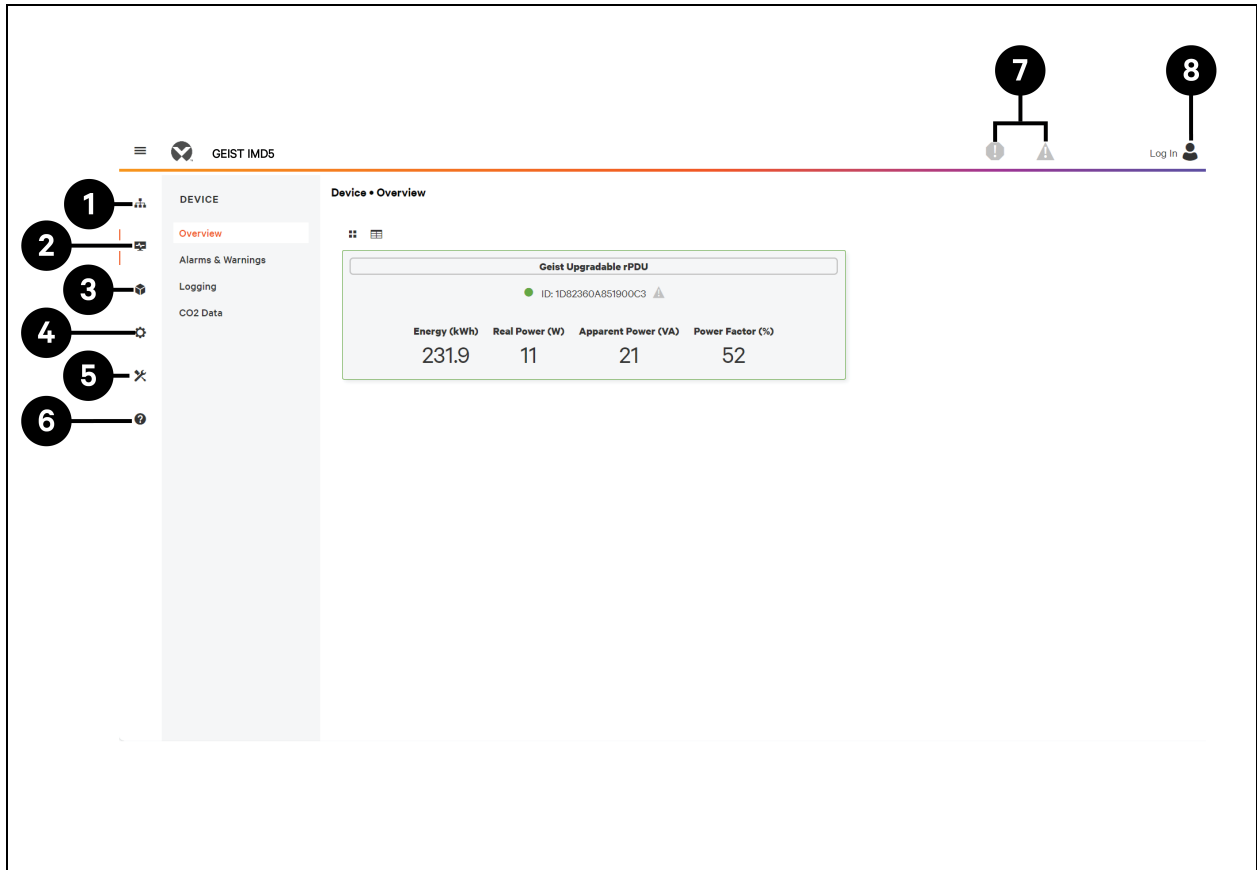 7 8
GEIST IMD5
Log In
1
2
3
4
5
6
DEVICE
Overview
Alarms & Warnings
Logging
CO2 Data
Device • Overview
Geist Upgradable rPDU
ID: 1D82360A851900C3
Energy (kWh) Real Power (W) Apparent Power (VA) Power Factor (%)
231.9 11 21 52